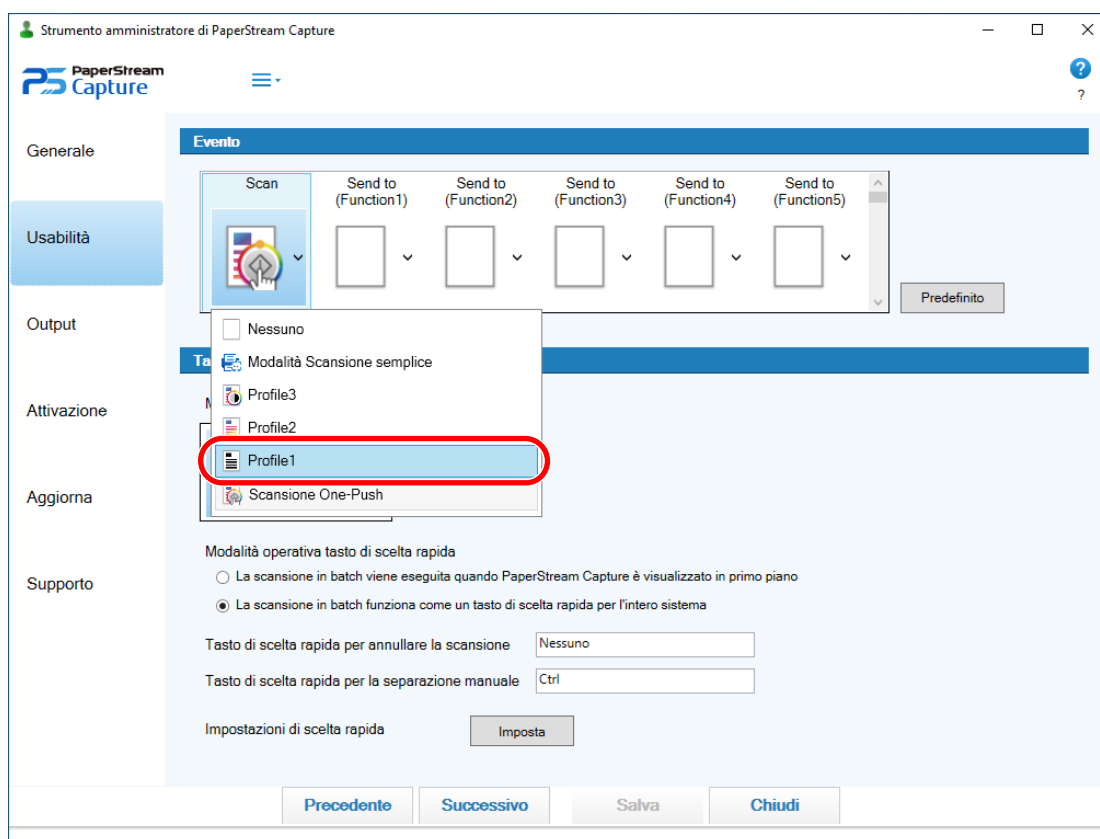 Strumento amministratore di PaperStream Capture
PaperStream
Capture
?
?
Generale
Usabilità
Output
Attivazione
Aggiorna
Supporto
Evento
Scan
Send to
(Function1)
Send to
(Function2)
Send to
(Function3)
Send to
(Function4)
Send to
(Function5)
Predefinito
Nessuno
Modalità Scansione semplice
Profile3
Profile2
Profile1
Scansione One-Push
Ta
Modalità operativa tasto di scelta rapida
La scansione in batch viene eseguita quando PaperStream Capture è visualizzato in primo piano
La scansione in batch funziona come un tasto di scelta rapida per l'intero sistema
Tasto di scelta rapida per annullare la scansione
Nessuno
Tasto di scelta rapida per la separazione manuale
Ctrl
Impostazioni di scelta rapida
Imposta
Precedente
Successivo
Salva
Chiudi